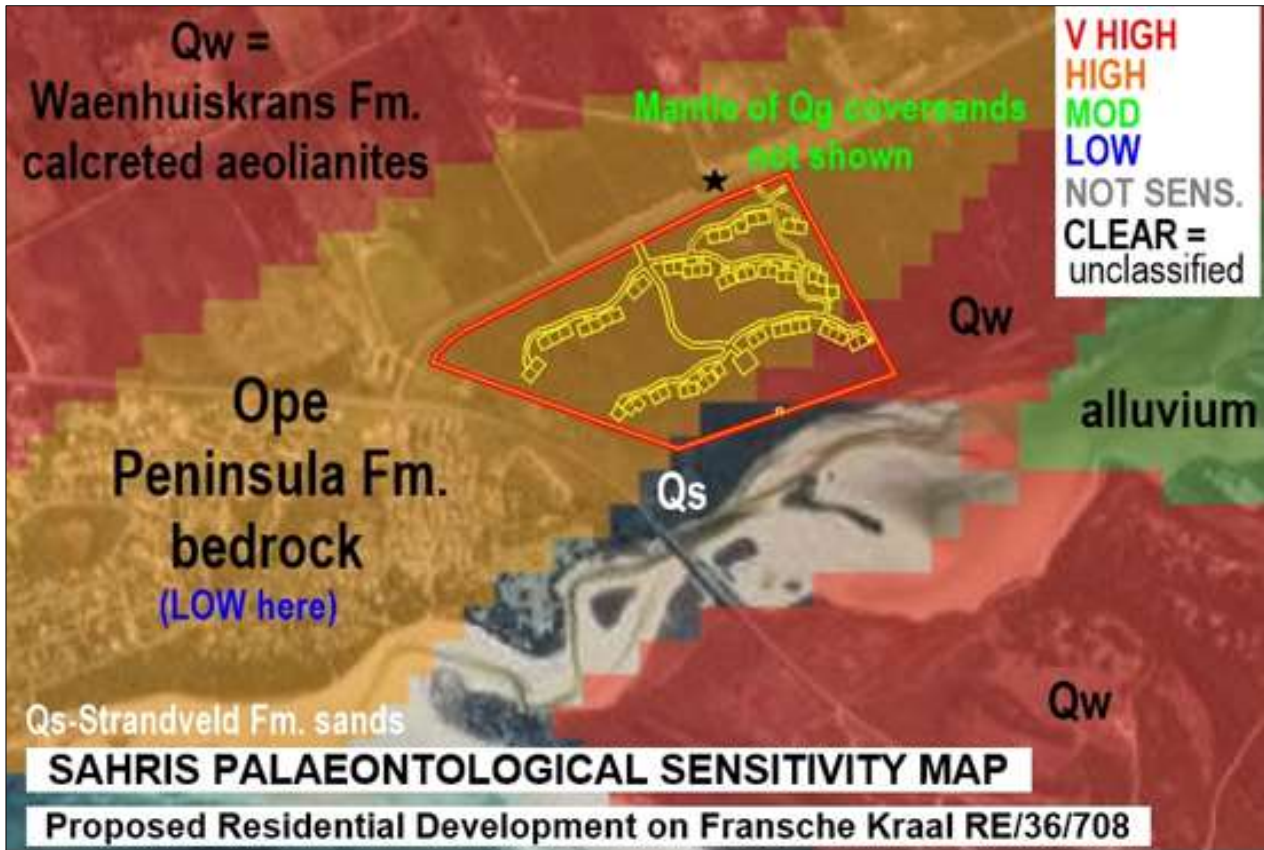 Qw =
Waenhuiskrans Fm.
calcreted aeolianites
Mantle of Qg coversands
not shown
V HIGH
HIGH
MOD
LOW
NOT SENS.
CLEAR =
unclassified
Qw
alluvium
Ope
Peninsula Fm.
bedrock
(LOW here)
Qs
Qw
Qs-Strandveld Fm. sands
SAHRIS PALAEONTOLOGICAL SENSITIVITY MAP
Proposed Residential Development on Fransche Kraal RE/36/708